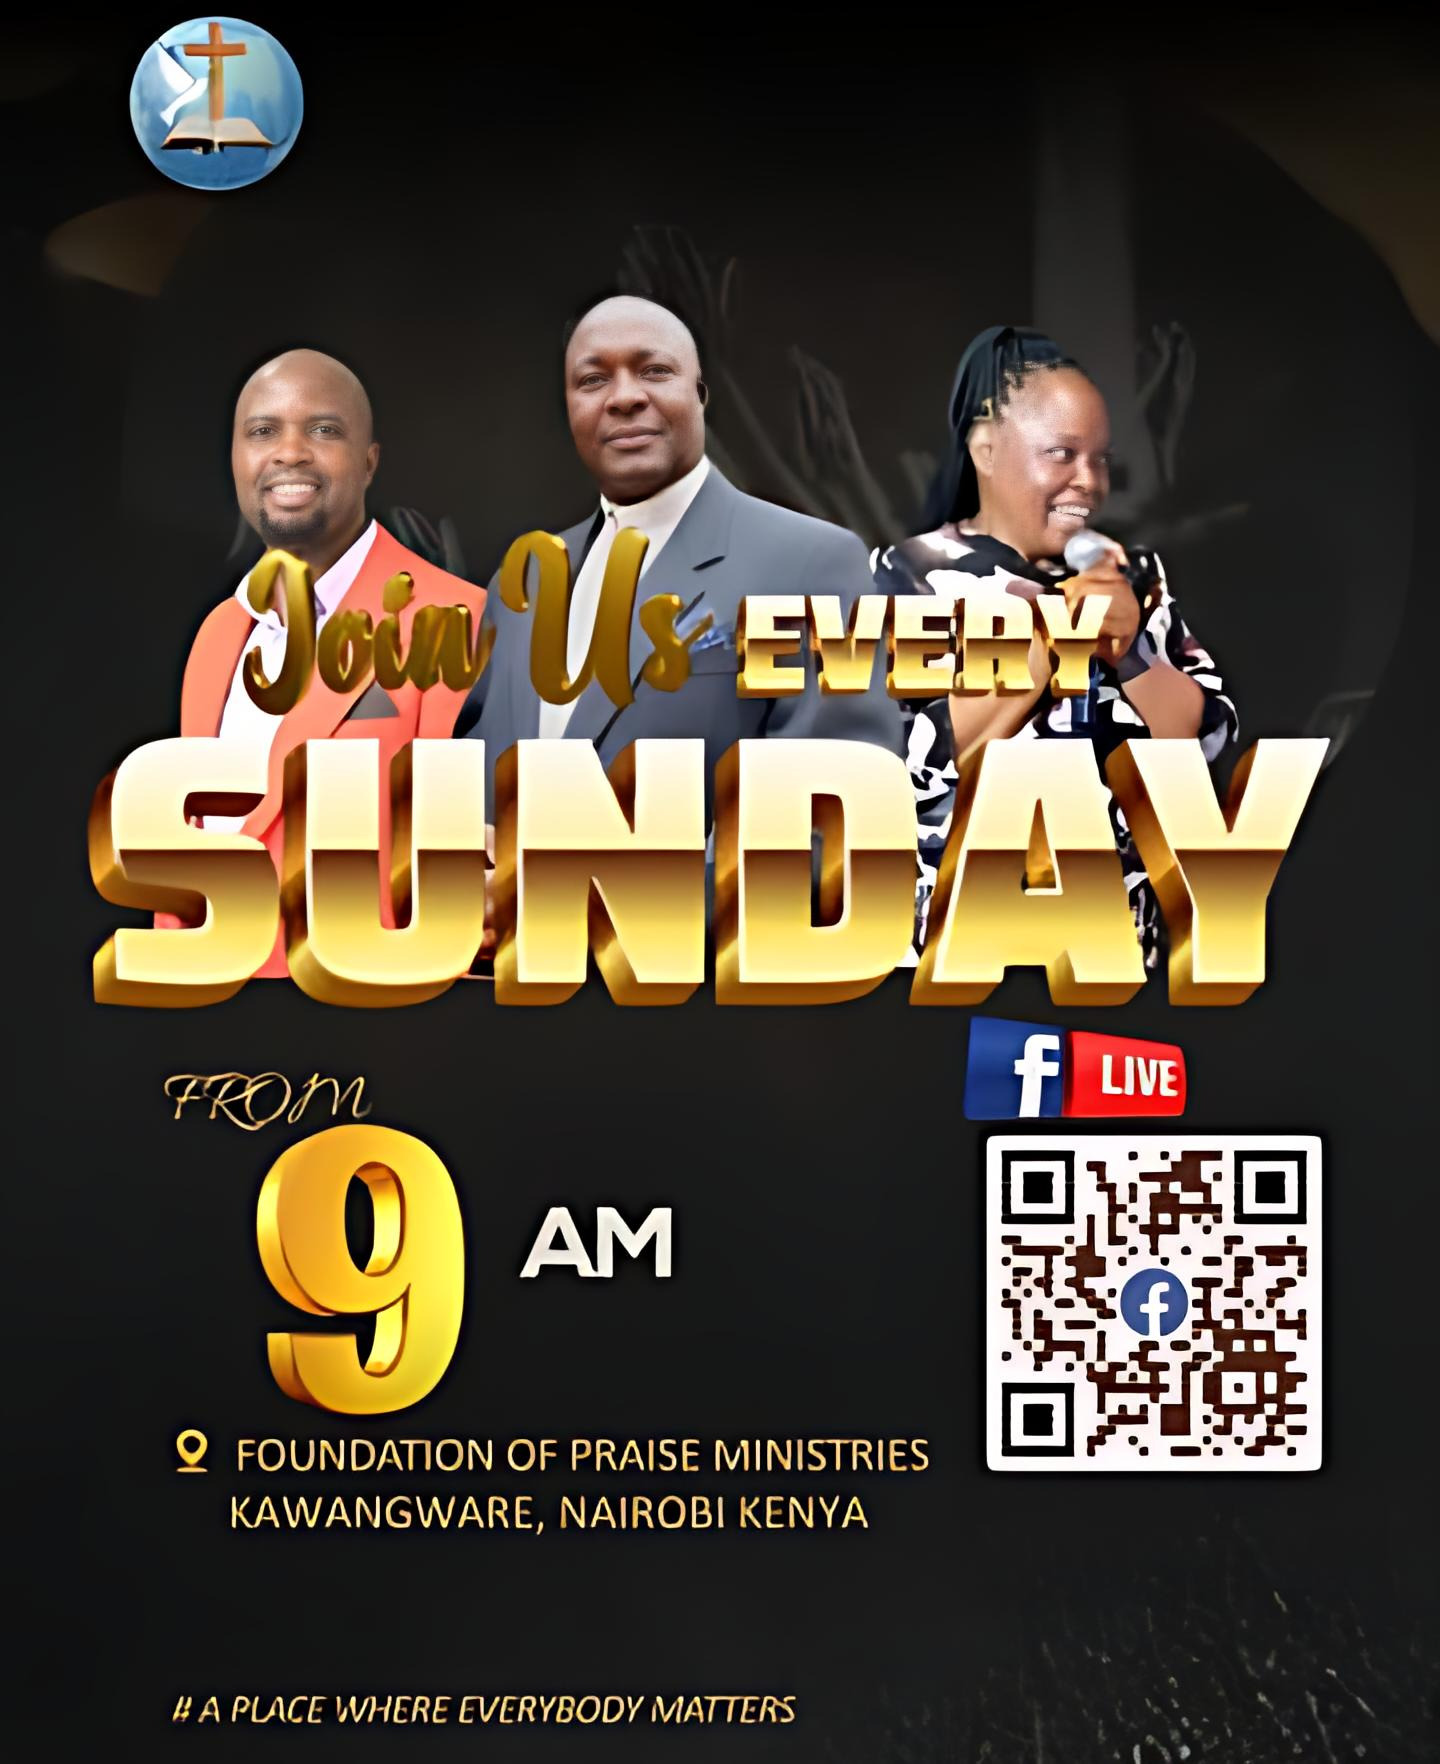 Join Us EVERY
SUNDAY
f LIVE
FROM
9 AM
f
FOUNDATION OF PRAISE MINISTRIES
KAWANGWARE, NAIROBI KENYA
# A PLACE WHERE EVERYBODY MATTERS